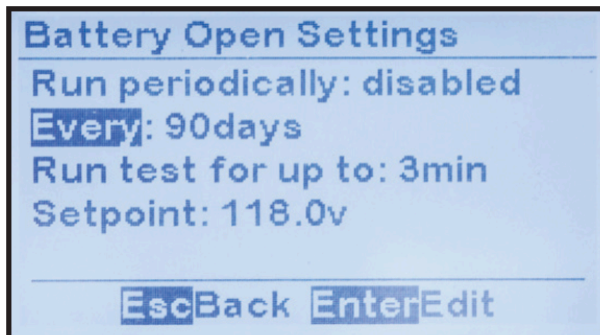 Battery Open Settings
Run periodically: disabled
Every: 90days
Run test for up to: 3min
Setpoint: 118.0v
EscBack EnterEdit